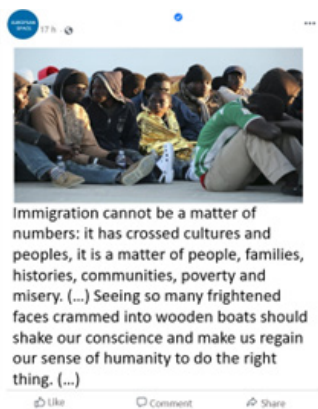 EUROPEAN
17 h
Immigration cannot be a matter of
numbers: it has crossed cultures and
peoples, it is a matter of people, families,
histories, communities, poverty and
misery. (...) Seeing so many frightened
faces crammed into wooden boats should
shake our conscience and make us regain
our sense of humanity to do the right
thing. (...)
Like
Comment
Share